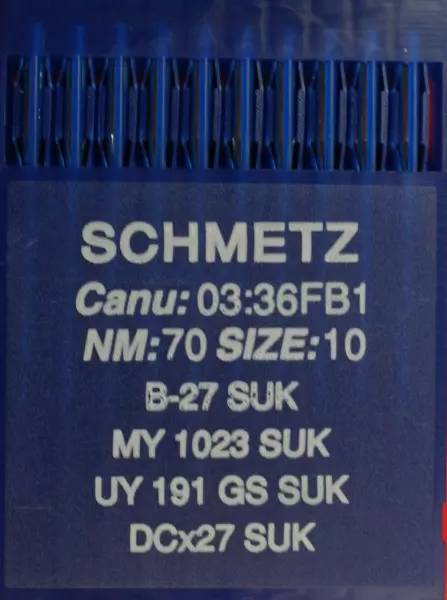 SCHMETZ
Canu: 03:36FB1
NM:70 SIZE:10
B-27 SUK
MY 1023 SUK
UY 191 GS SUK
DCx27 SUK